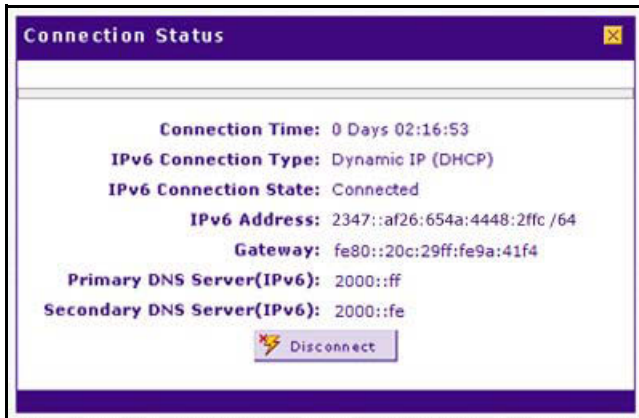 Connection Status
Connection Time: 0 Days 02:16:53
IPv6 Connection Type: Dynamic IP (DHCP)
IPv6 Connection State: Connected
IPv6 Address: 2347::af26:654a:4448:2ffc /64
Gateway: fe80::20c:29ff:fe9a:41f4
Primary DNS Server(IPv6): 2000::ff
Secondary DNS Server(IPv6): 2000::fe
Disconnect